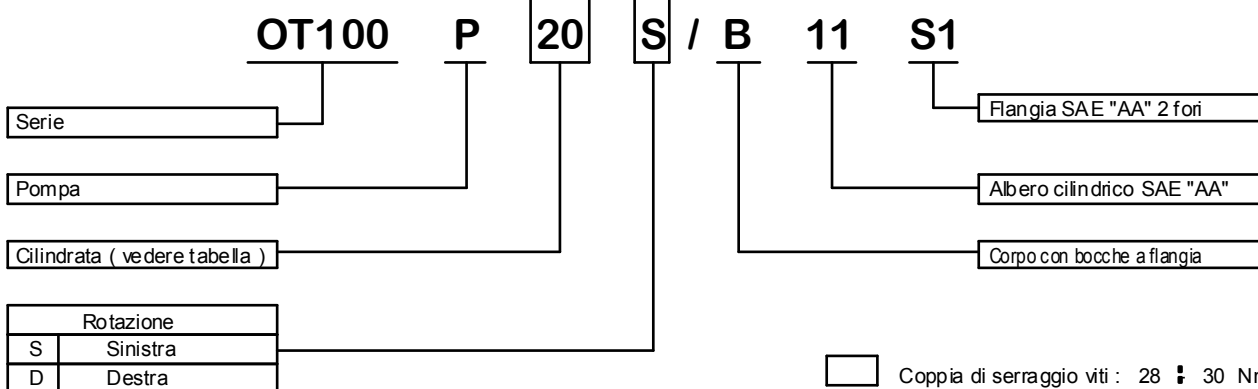 OT100 P 20 S / B 11 S1
Serie
Flangia SAE "AA" 2 fori
Pompa
Albero cilindrico SAE "AA"
Cilindrata ( vedere tabella )
Corpo con bocche a flangia
Rotazione
S Sinistra
D Destra
Coppia di serraggio viti : 28 ÷ 30